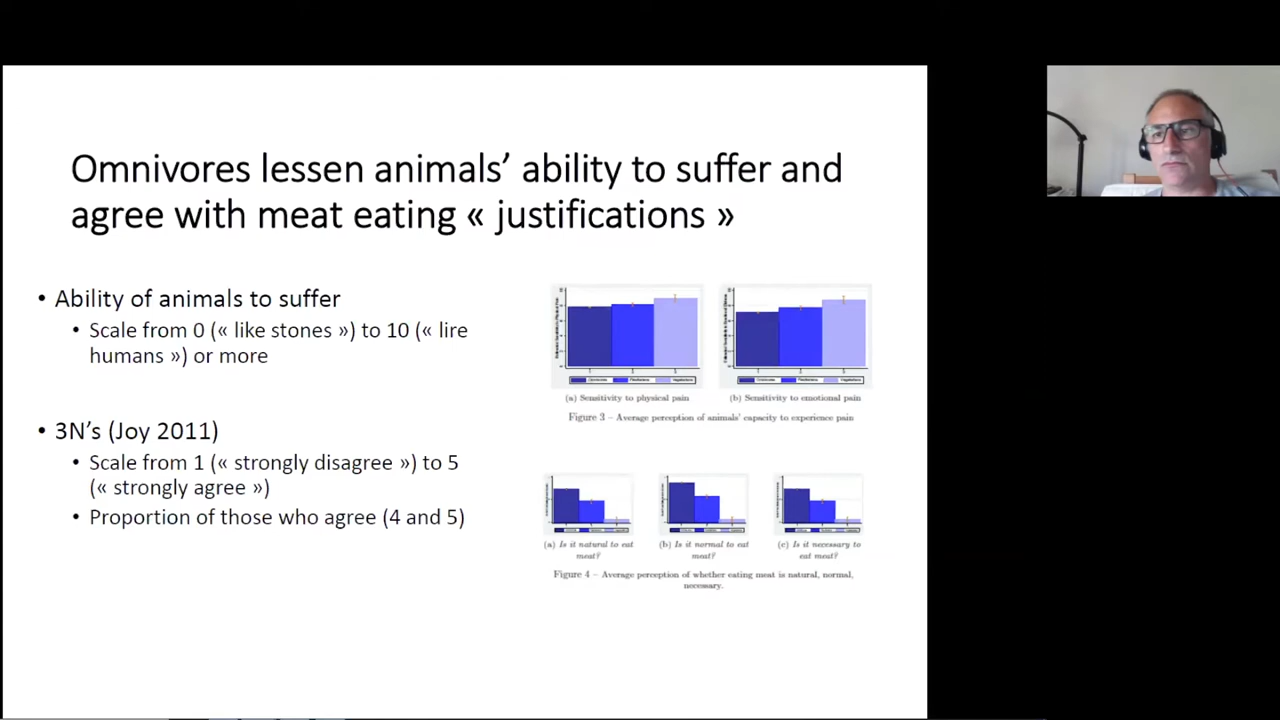 Omnivores lessen animals’ ability to suffer and
agree with meat eating « justifications »
• Ability of animals to suffer
• Scale from 0 (« like stones ») to 10 (« lire
humans ») or more
• 3N’s (Joy 2011)
• Scale from 1 (« strongly disagree ») to 5
(« strongly agree »)
• Proportion of those who agree (4 and 5)
(a) Sensitivity to physical pain
(b) Sensitivity to emotional pain
Figure 3 – Average perception of animals’ capacity to experience pain
(a) Is it natural to eat
meat?
(b) Is it normal to eat
meat?
(c) Is it necessary to
eat meat?
Figure 4 – Average perception of whether eating meat is natural, normal,
necessary.